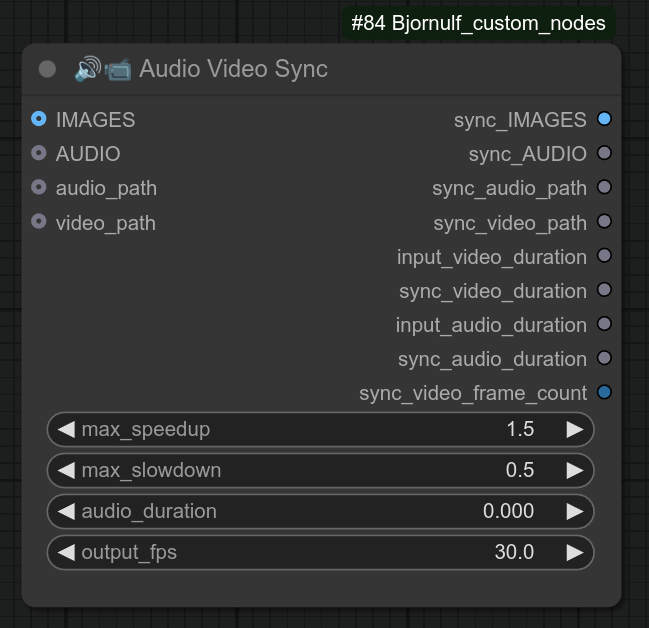 #84 Bjornulf_custom_nodes
🔊📹 Audio Video Sync
IMAGES sync_IMAGES
AUDIO sync_AUDIO
audio_path sync_audio_path
video_path sync_video_path
input_video_duration
sync_video_duration
input_audio_duration
sync_audio_duration
sync_video_frame_count
max_speedup 1.5
max_slowdown 0.5
audio_duration 0.000
output_fps 30.0